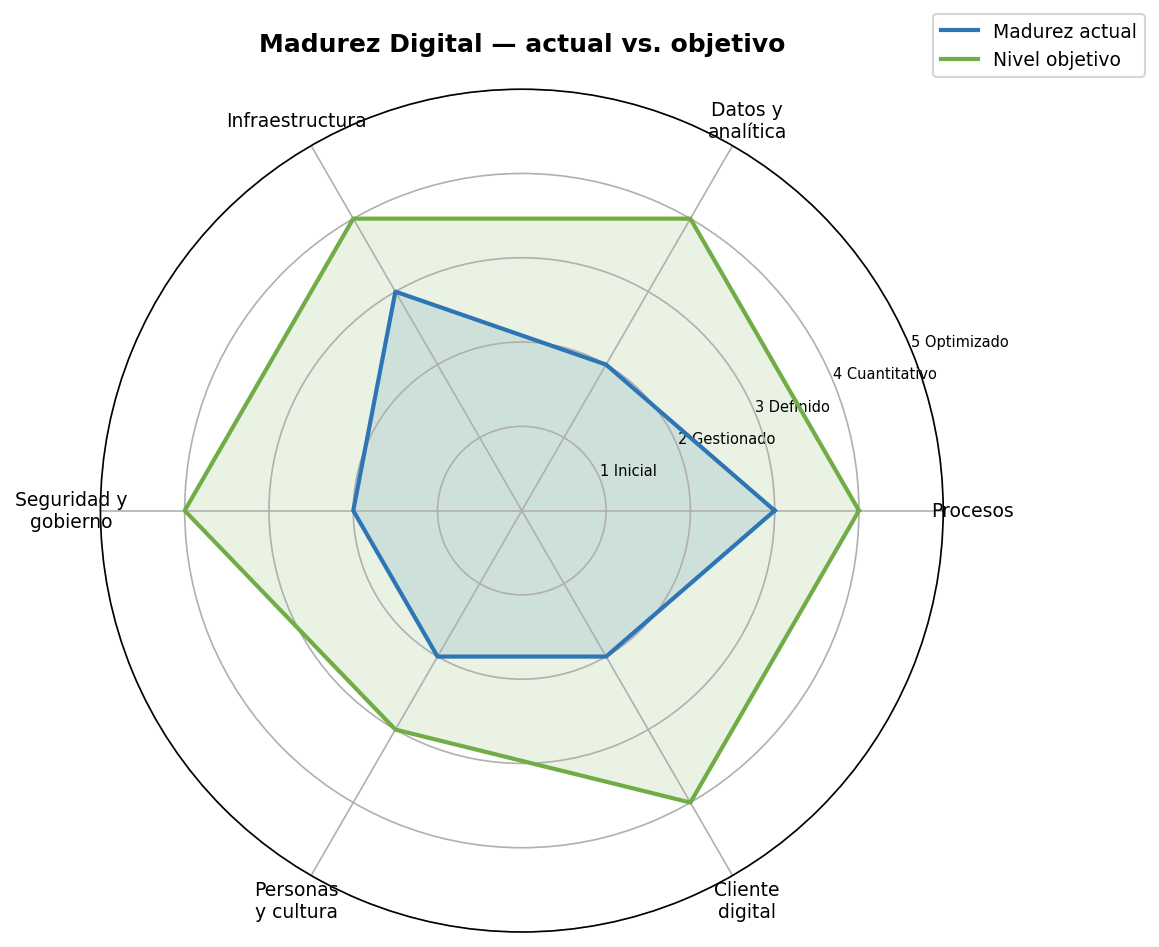 Madurez Digital — actual vs. objetivo
Madurez actual
Nivel objetivo
Datos y
analítica
Infraestructura
5 Optimizado
4 Cuantitativo
3 Definido
2 Gestionado
1 Inicial
Seguridad y
gobierno
Procesos
Personas
y cultura
Cliente
digital